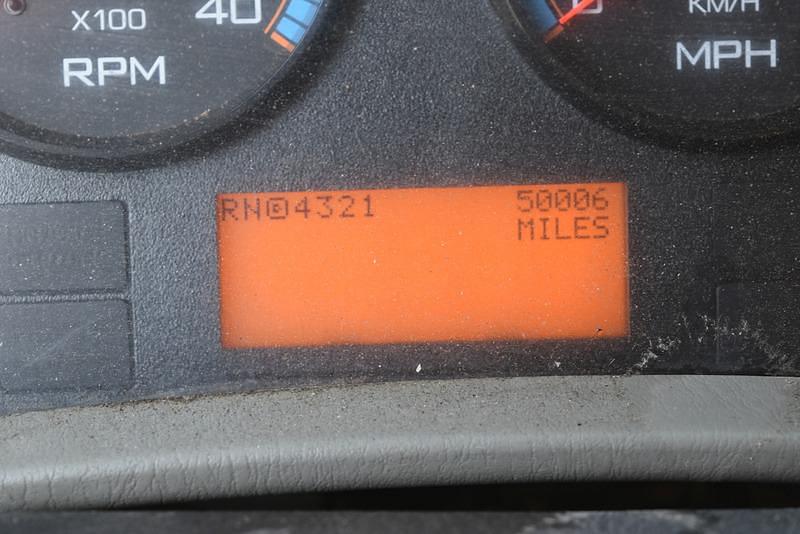 X100
40
RPM
KM/H
MPH
RN@4321
50006
MILES